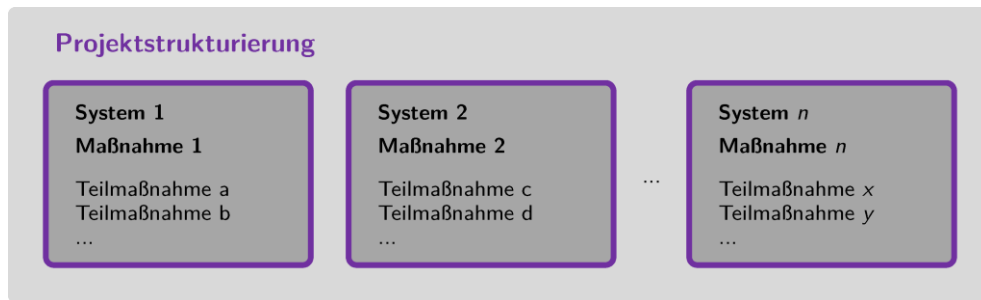 Projektstrukturierung
System 1
Maßnahme 1
Teilmaßnahme a
Teilmaßnahme b
...
System 2
Maßnahme 2
Teilmaßnahme c
Teilmaßnahme d
...
...
System n
Maßnahme n
Teilmaßnahme x
Teilmaßnahme y
...